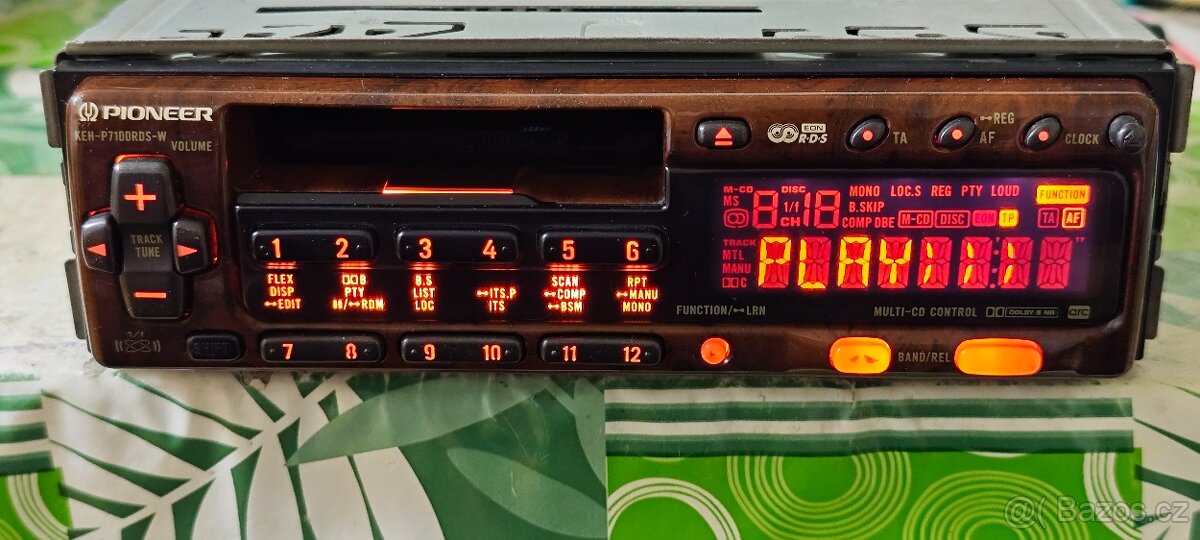 PIONEER
KEH-P7100RDS-W
VOLUME
+
TRACK
TUNE
−
EON
R·D·S
TA
REG
AF
CLOCK
M-CD
MS
DISC
1/1
CH
MONO LOC.S REG PTY LOUD FUNCTION
B.SKIP
COMP DBE M-CD DISC EON TP TA AF
TRACK
MTL
MANU
C
PLAY
1 2 3 4 5 6
FLEX
DISP
EDIT
B
PTY
RDM
B.S
LIST
LOC
ITS.P
ITS
SCAN
COMP
BSM
RPT
MANU
MONO
FUNCTION/ LRN
MULTI-CD CONTROL
DOLBY B NR
arc
SHIFT
7 8 9 10 11 12
BAND/REL
Bazos.cz